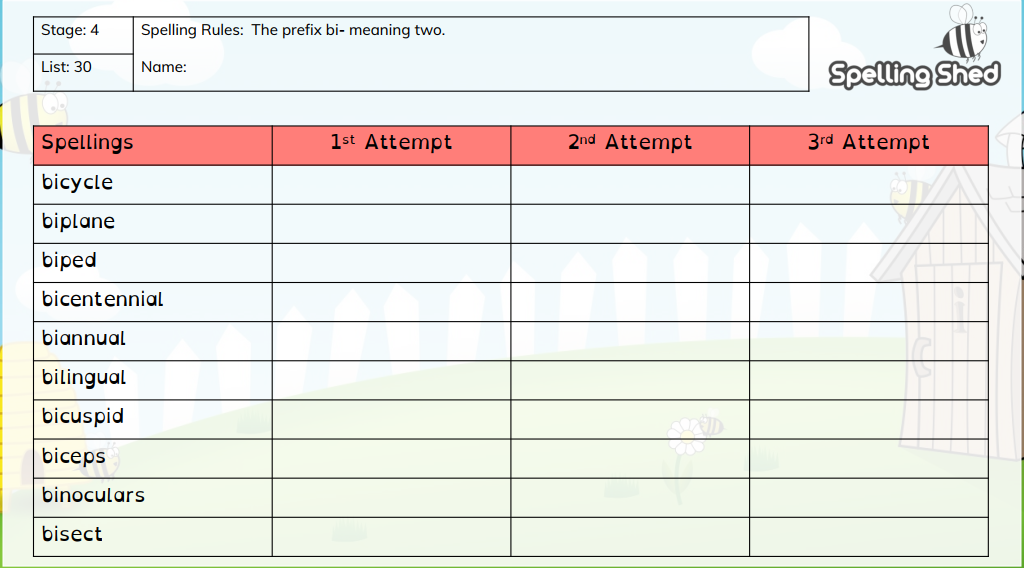 Stage: 4
Spelling Rules: The prefix bi- meaning two.
List: 30
Name:
Spelling Shed
Spellings 1st Attempt 2nd Attempt 3rd Attempt
bicycle
biplane
biped
bicentennial
biannual
bilingual
bicuspid
biceps
binoculars
bisect